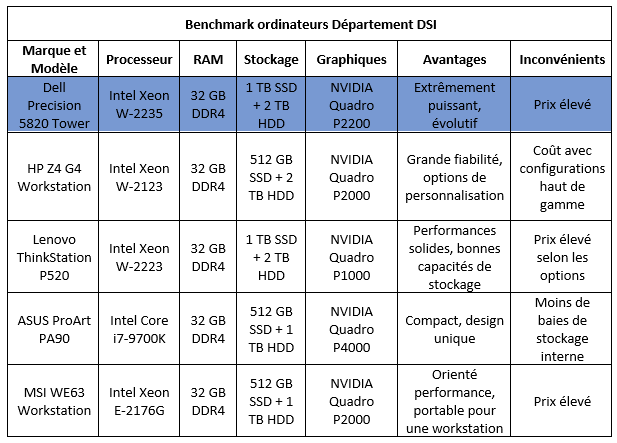 Benchmark ordinateurs Département DSI
Marque et Modèle Processeur RAM Stockage Graphiques Avantages Inconvénients
Dell Precision 5820 Tower Intel Xeon W-2235 32 GB DDR4 1 TB SSD + 2 TB HDD NVIDIA Quadro P2200 Extrêmement puissant, évolutif Prix élevé
HP Z4 G4 Workstation Intel Xeon W-2123 32 GB DDR4 512 GB SSD + 2 TB HDD NVIDIA Quadro P2000 Grande fiabilité, options de personnalisation Coût avec configurations haut de gamme
Lenovo ThinkStation P520 Intel Xeon W-2223 32 GB DDR4 1 TB SSD + 2 TB HDD NVIDIA Quadro P1000 Performances solides, bonnes capacités de stockage Prix élevé selon les options
ASUS ProArt PA90 Intel Core i7-9700K 32 GB DDR4 512 GB SSD + 1 TB HDD NVIDIA Quadro P4000 Compact, design unique Moins de baies de stockage interne
MSI WE63 Workstation Intel Xeon E-2176G 32 GB DDR4 512 GB SSD + 1 TB HDD NVIDIA Quadro P2000 Orienté performance, portable pour une workstation Prix élevé